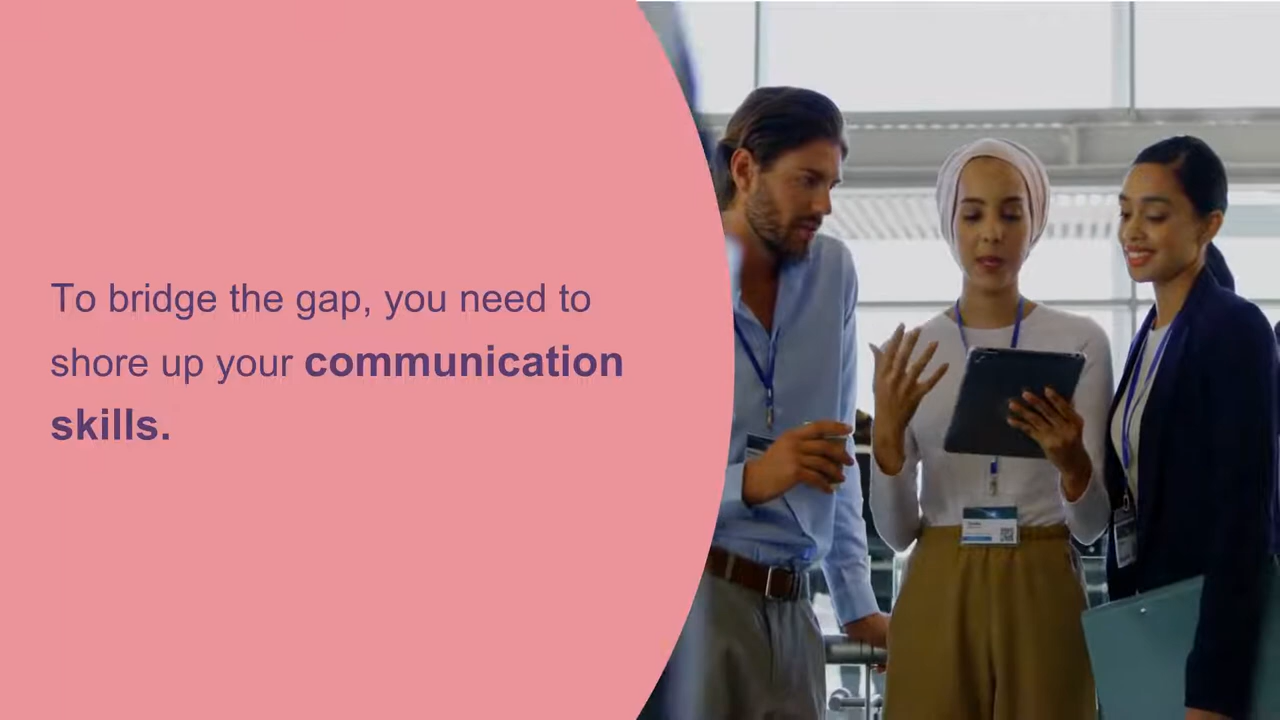 To bridge the gap, you need to
shore up your communication
skills.